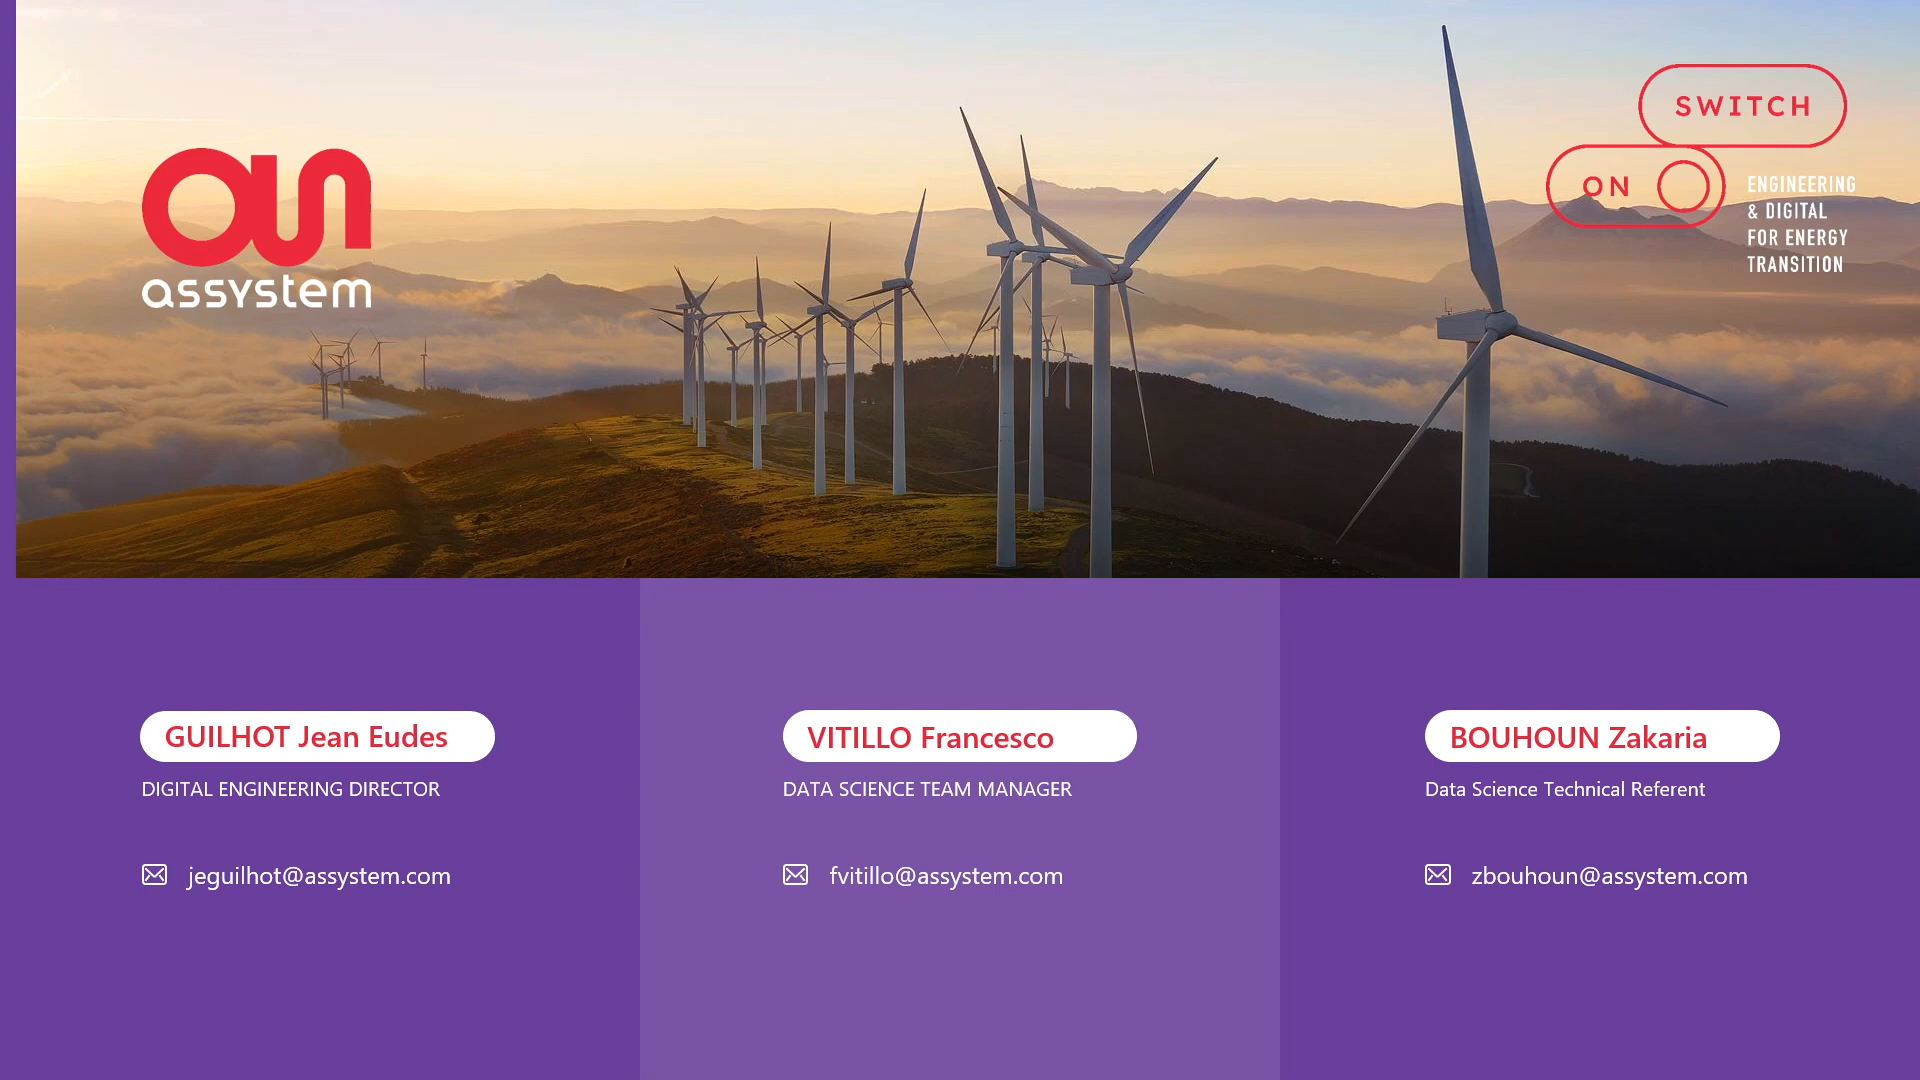 assystem
SWITCH
ON
ENGINEERING
& DIGITAL
FOR ENERGY
TRANSITION
GUILHOT Jean Eudes
DIGITAL ENGINEERING DIRECTOR
jeguilhot@assystem.com
VITILLO Francesco
DATA SCIENCE TEAM MANAGER
fvitillo@assystem.com
BOUHOUN Zakaria
Data Science Technical Referent
zbouhoun@assystem.com